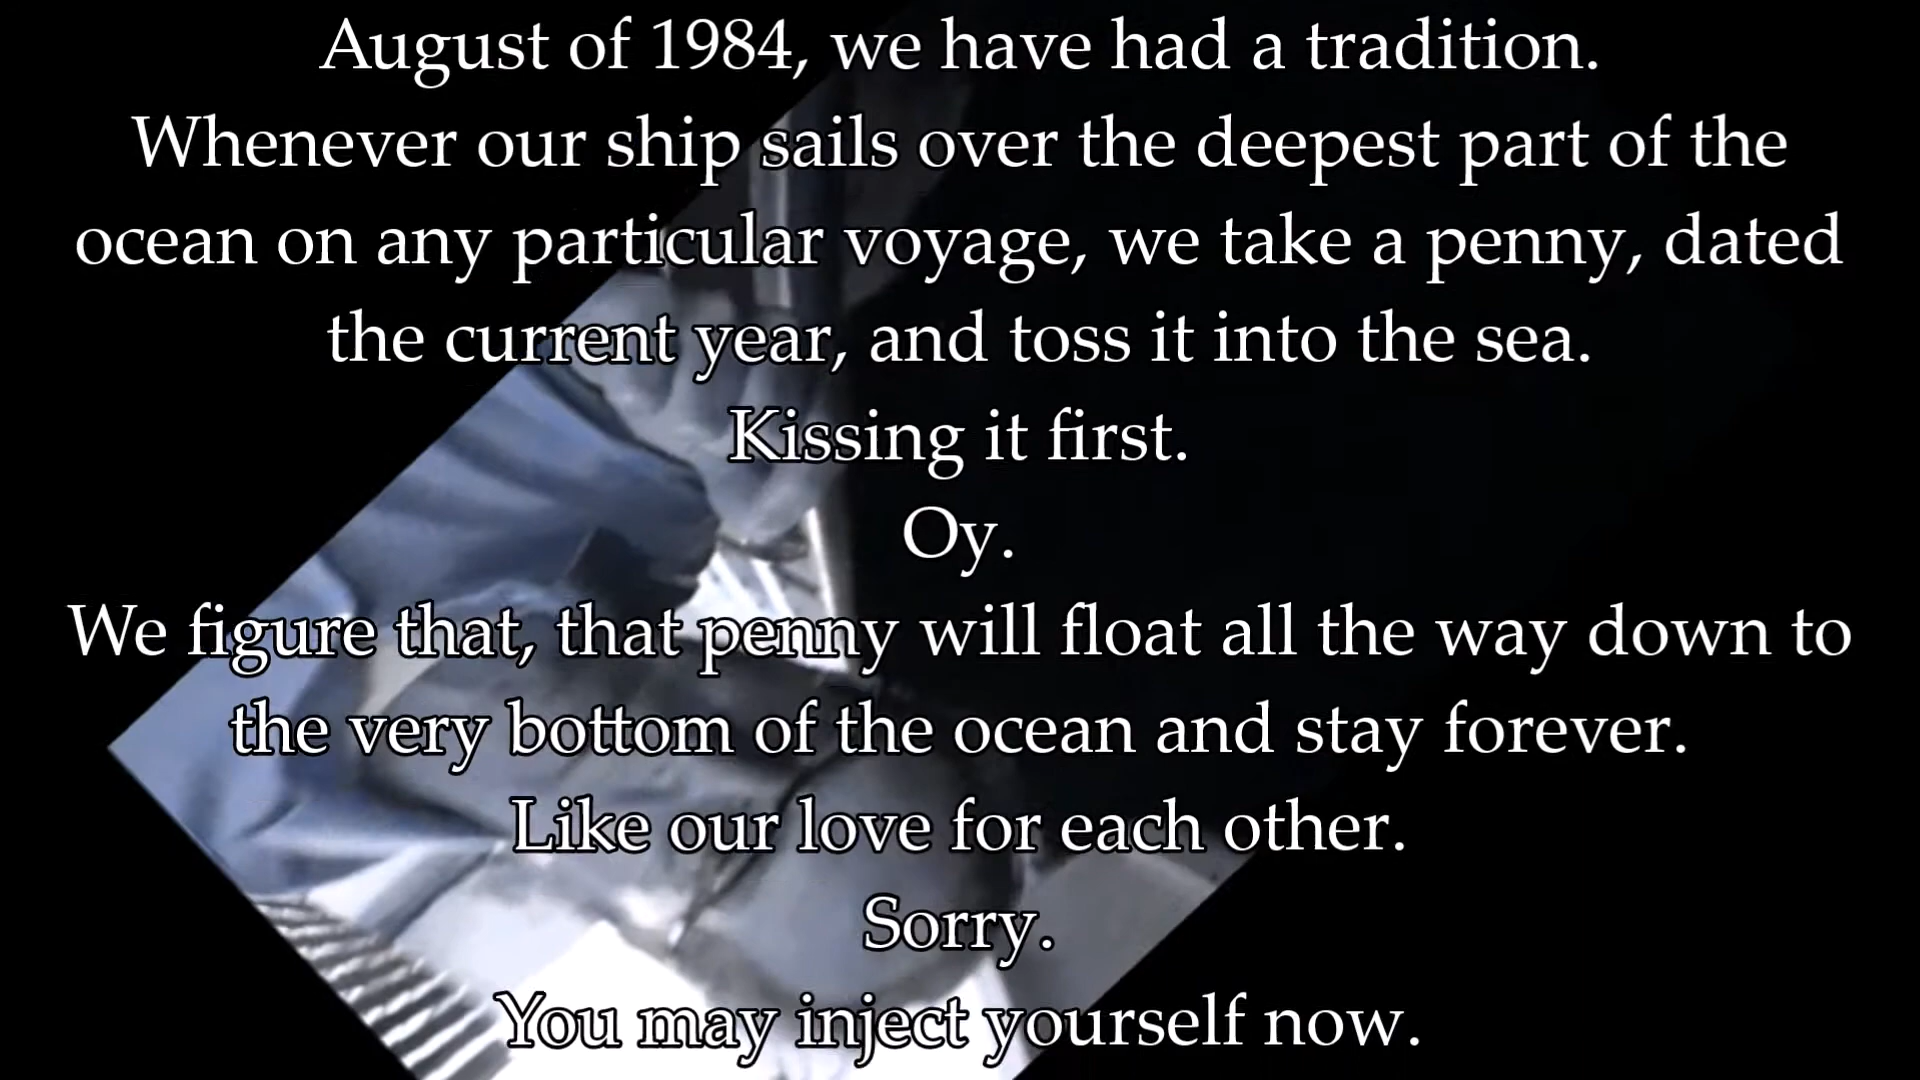 August of 1984, we have had a tradition.
Whenever our ship sails over the deepest part of the
ocean on any particular voyage, we take a penny, dated
the current year, and toss it into the sea.
Kissing it first.
Oy.
We figure that, that penny will float all the way down to
the very bottom of the ocean and stay forever.
Like our love for each other.
Sorry.
You may inject yourself now.